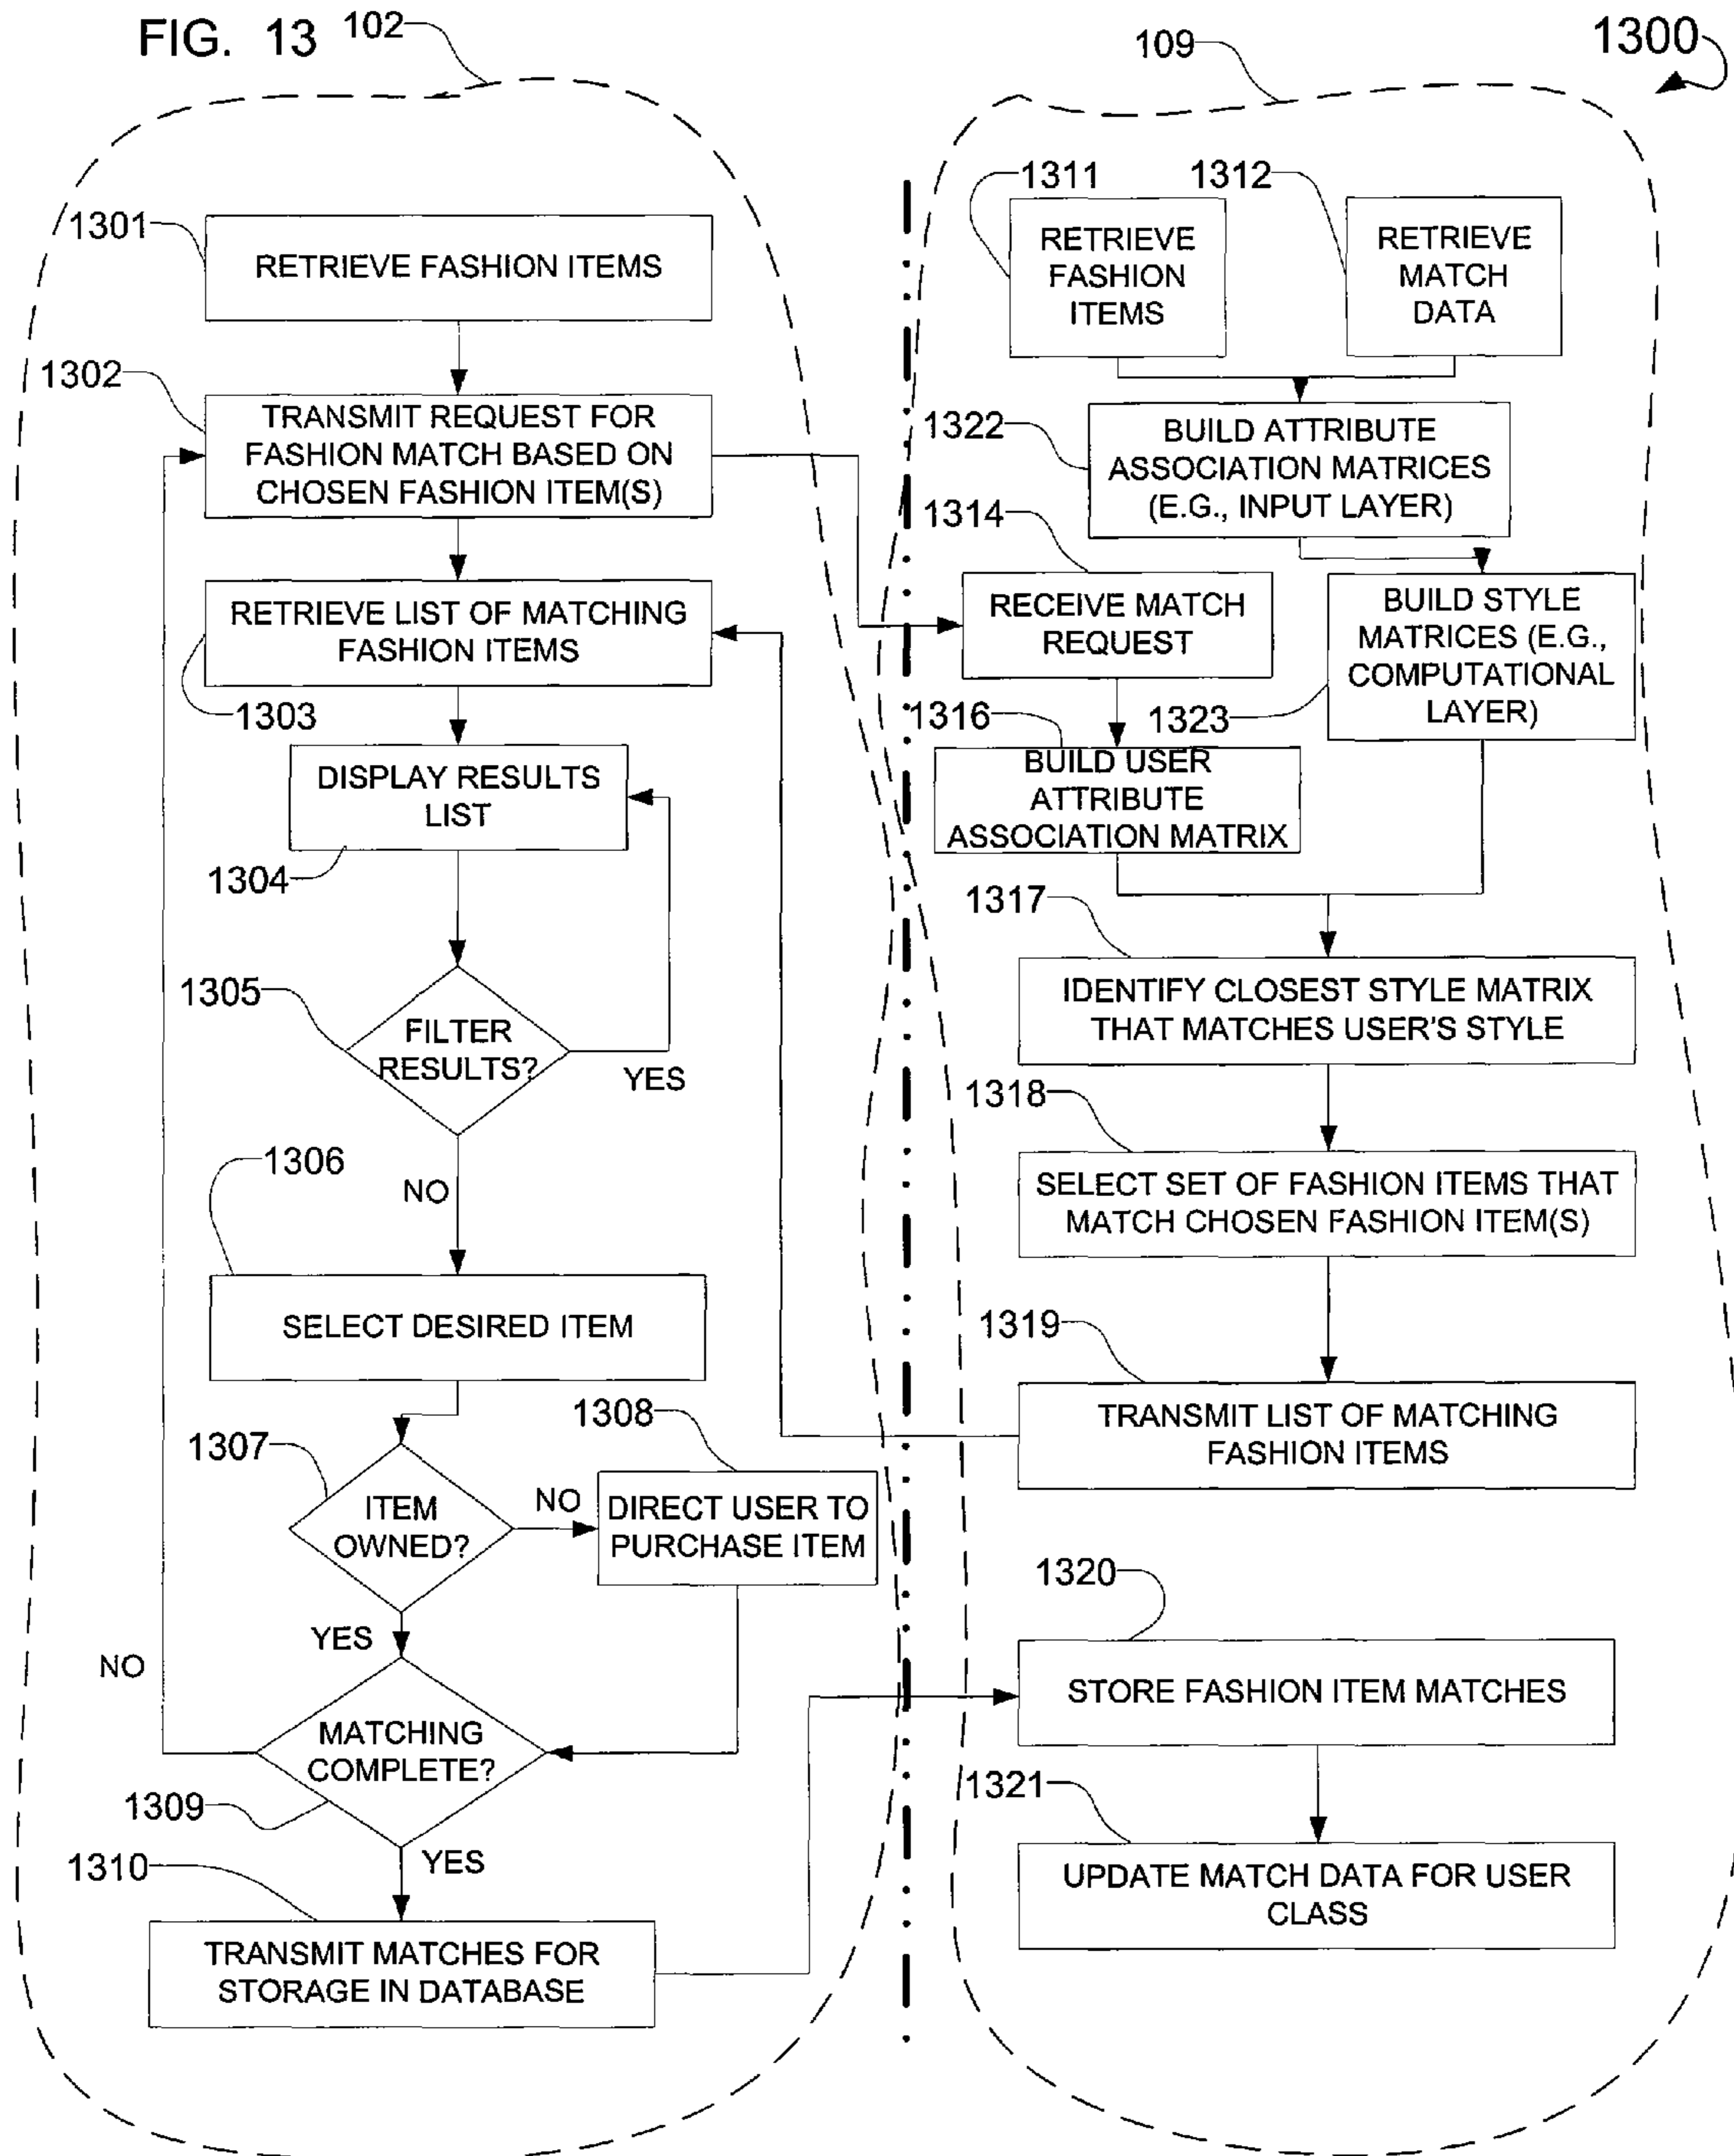 FIG. 13
102
109
1300
1301
RETRIEVE FASHION ITEMS
1302
TRANSMIT REQUEST FOR
FASHION MATCH BASED ON
CHOSEN FASHION ITEM(S)
RETRIEVE LIST OF MATCHING
FASHION ITEMS
1303
DISPLAY RESULTS
LIST
1304
1305
FILTER
RESULTS?
YES
NO
1306
SELECT DESIRED ITEM
1307
ITEM
OWNED?
NO
1308
DIRECT USER TO
PURCHASE ITEM
YES
NO
MATCHING
COMPLETE?
1309
YES
1310
TRANSMIT MATCHES FOR
STORAGE IN DATABASE
1311
RETRIEVE
FASHION
ITEMS
1312
RETRIEVE
MATCH
DATA
1322
BUILD ATTRIBUTE
ASSOCIATION MATRICES
(E.G., INPUT LAYER)
1314
RECEIVE MATCH
REQUEST
BUILD STYLE
MATRICES (E.G.,
COMPUTATIONAL
LAYER)
1323
1316
BUILD USER
ATTRIBUTE
ASSOCIATION MATRIX
1317
IDENTIFY CLOSEST STYLE MATRIX
THAT MATCHES USER'S STYLE
1318
SELECT SET OF FASHION ITEMS THAT
MATCH CHOSEN FASHION ITEM(S)
1319
TRANSMIT LIST OF MATCHING
FASHION ITEMS
1320
STORE FASHION ITEM MATCHES
1321
UPDATE MATCH DATA FOR USER
CLASS